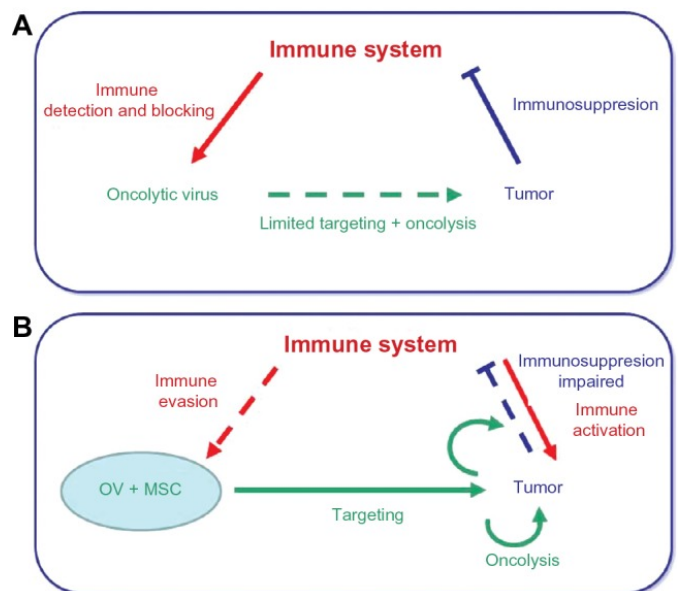 A
Immune system
Immune
detection and blocking
Immunosuppresion
Oncolytic virus
Tumor
Limited targeting + oncolysis
B
Immune system
Immune
evasion
Immunosuppresion
impaired
Immune
activation
OV + MSC
Tumor
Targeting
Oncolysis